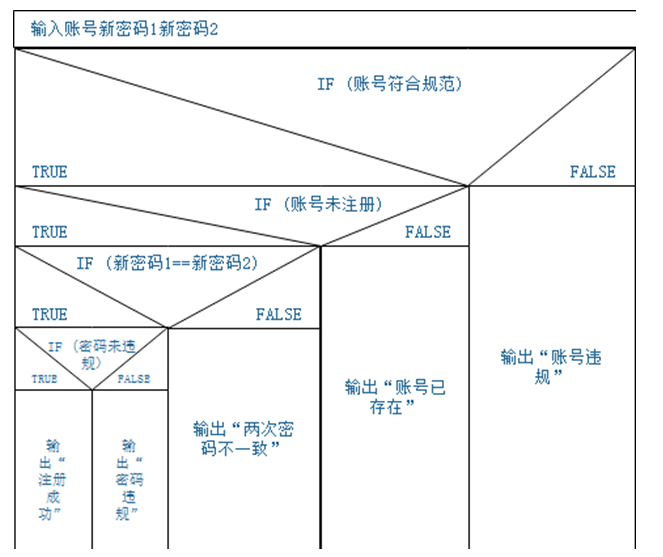 输入账号新密码1新密码2
IF (账号符合规范)
TRUE
FALSE
IF (账号未注册)
TRUE
FALSE
IF (新密码1==新密码2)
TRUE
FALSE
IF (密码未违
规)
TRUE
FALSE
输
出“
注册
成
功”
输
出“
密码
违
规”
输出“两次密
码不一致”
输出“账号已
存在”
输出“账号违
规”